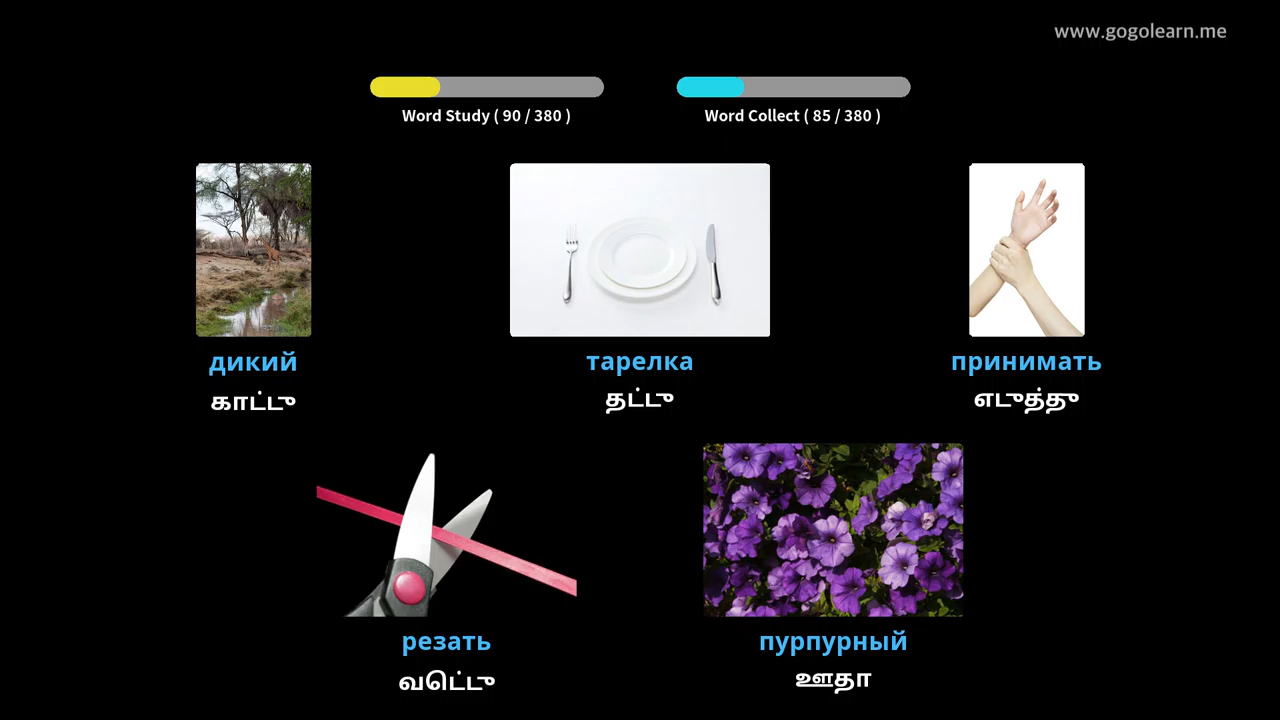 www.gogolearn.me
Word Study ( 90 / 380 )
Word Collect ( 85 / 380 )
дикий
காட்டு
тарелка
தட்டு
принимать
எடுத்து
резать
வெட்டு
пурпурный
ஊதா